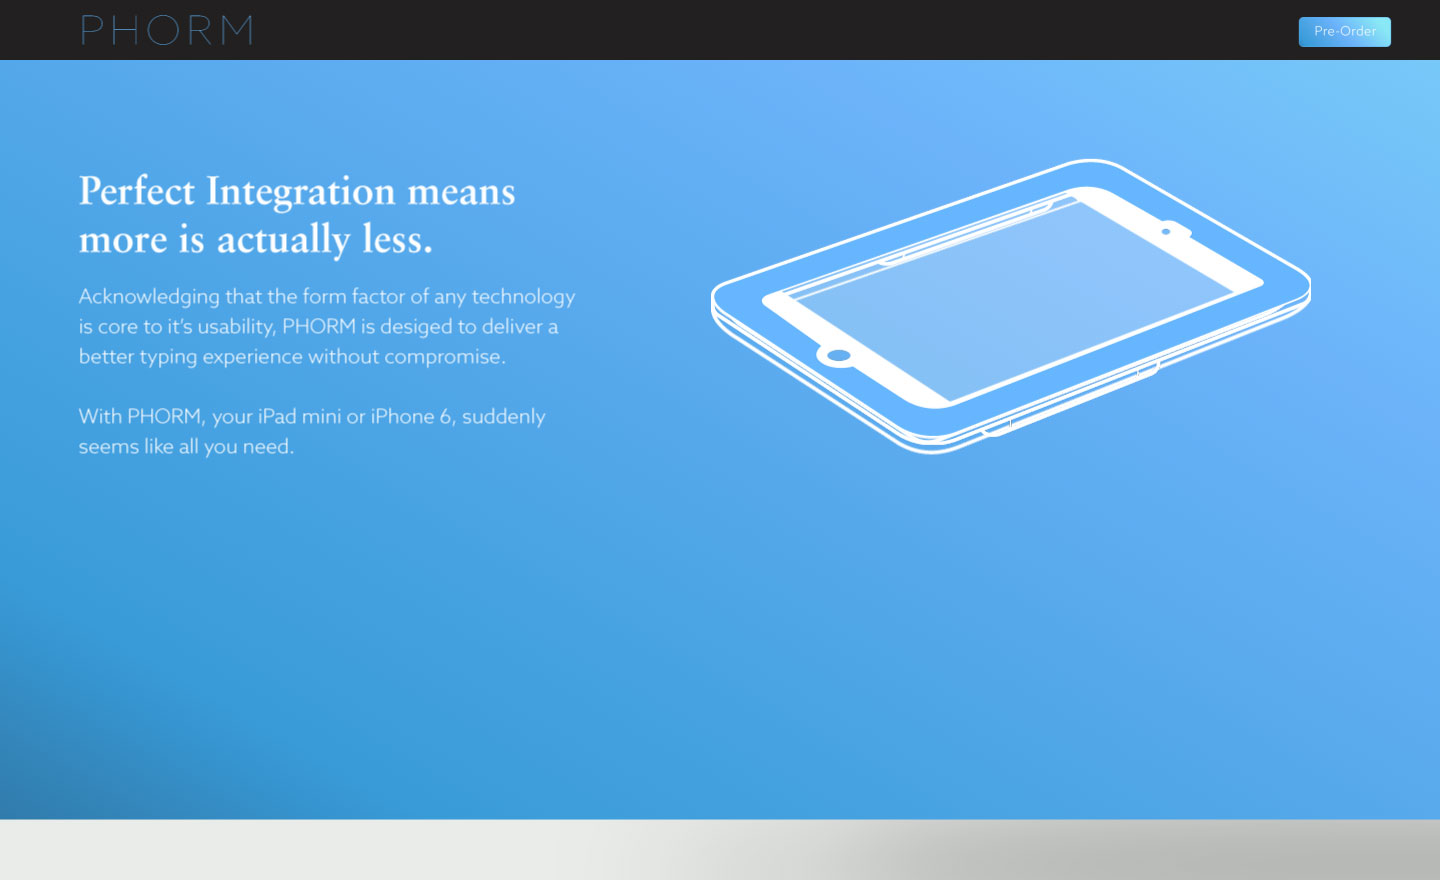 PHORM
Pre-Order
Perfect Integration means
more is actually less.
Acknowledging that the form factor of any technology
is core to it's usability, PHORM is desiged to deliver a
better typing experience without compromise.
With PHORM, your iPad mini or iPhone 6, suddenly
seems like all you need.